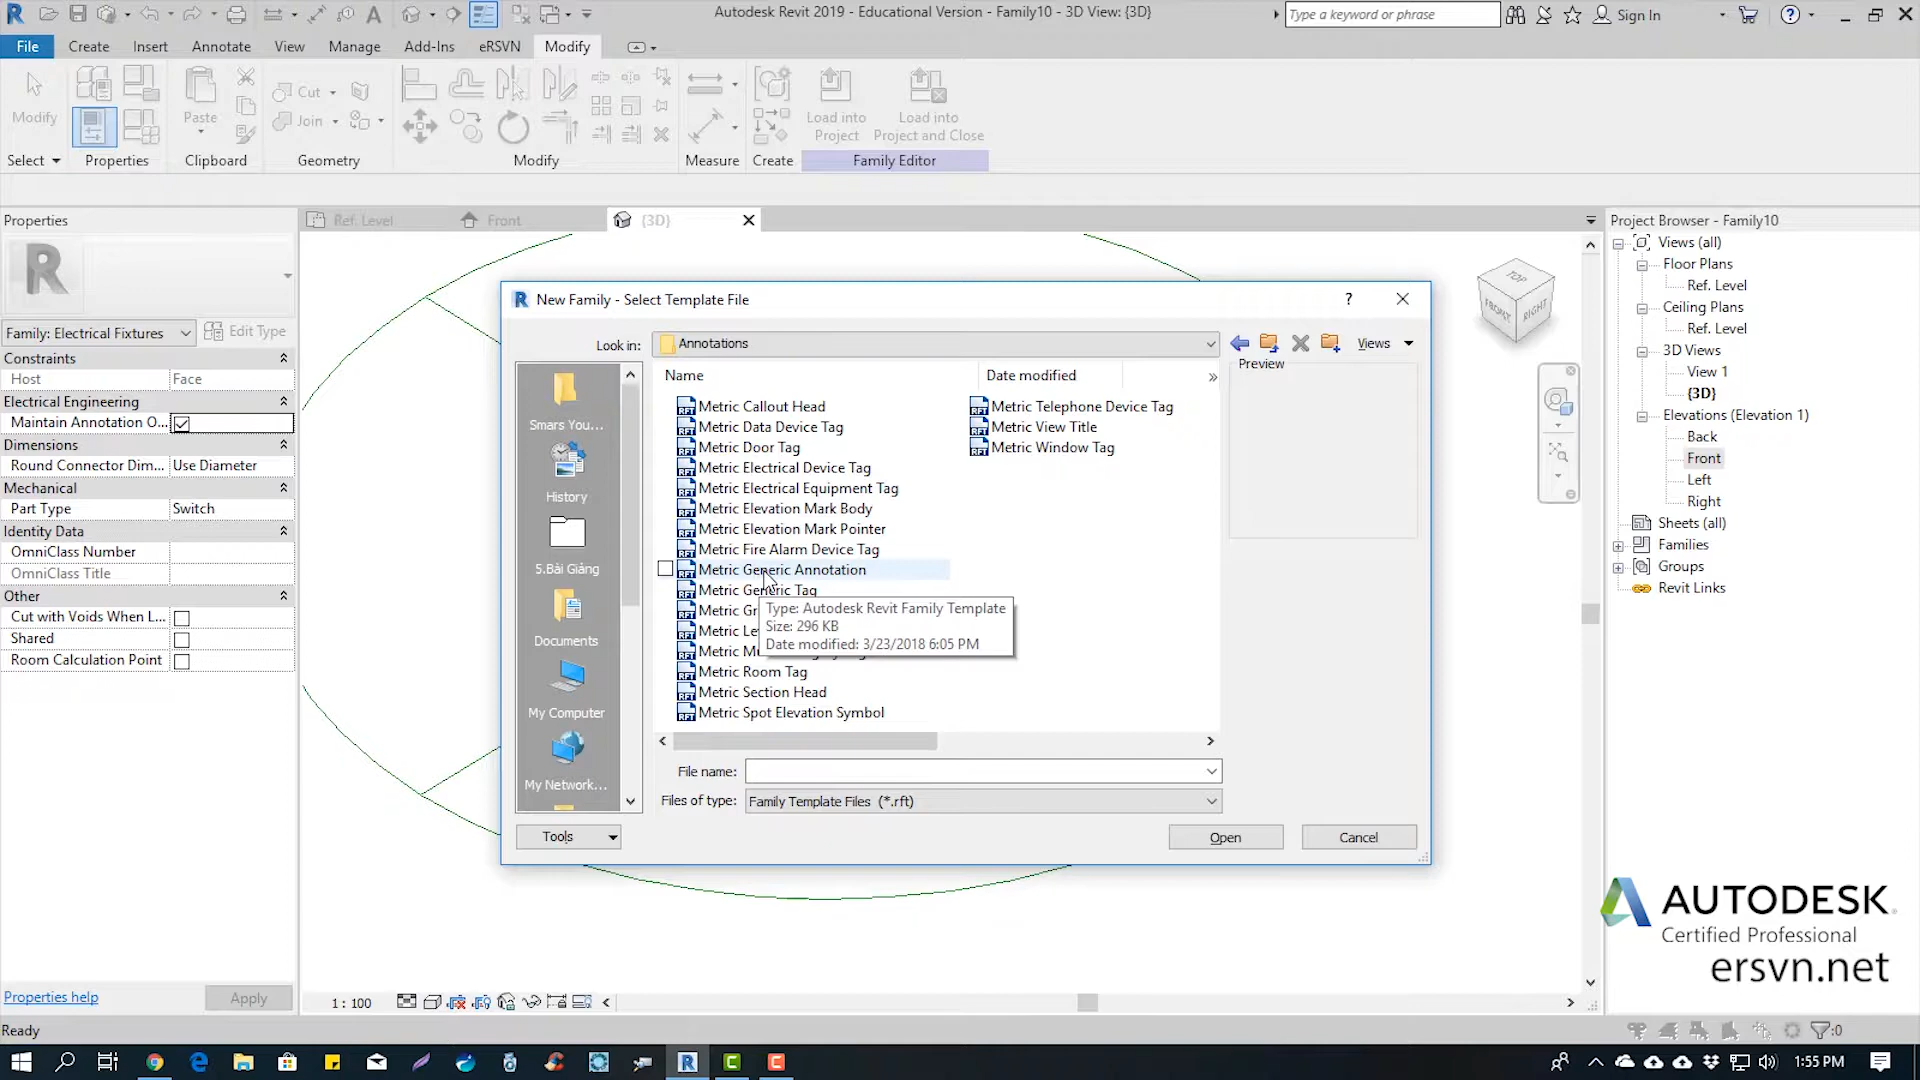 Autodesk Revit 2019 - Educational Version - Family10 - 3D View: {3D}
Type a keyword or phrase
Sign In
File
Create
Insert
Annotate
View
Manage
Add-Ins
eRSVN
Modify
Modify
Paste
Cut
Join
Load into
Project
Load into
Project and Close
Select
Properties
Clipboard
Geometry
Modify
Measure
Create
Family Editor
Properties
Ref. Level
Front
{3D}
Project Browser - Family10
Family: Electrical Fixtures
Edit Type
Constraints
Host
Face
Electrical Engineering
Maintain Annotation O...
Dimensions
Round Connector Dim...
Use Diameter
Mechanical
Part Type
Switch
Identity Data
OmniClass Number
OmniClass Title
Other
Cut with Voids When L...
Shared
Room Calculation Point
Properties help
Apply
New Family - Select Template File
?
Look in:
Annotations
Views
Preview
Name
Date modified
»
Smars You...
History
5.Bài Giảng
Documents
My Computer
My Network...
Metric Callout Head
Metric Data Device Tag
Metric Door Tag
Metric Electrical Device Tag
Metric Electrical Equipment Tag
Metric Elevation Mark Body
Metric Elevation Mark Pointer
Metric Fire Alarm Device Tag
Metric Generic Annotation
Metric Generic Tag
Metric Gr
Metric Le
Metric M
Metric Room Tag
Metric Section Head
Metric Spot Elevation Symbol
Metric Telephone Device Tag
Metric View Title
Metric Window Tag
Type: Autodesk Revit Family Template
Size: 296 KB
Date modified: 3/23/2018 6:05 PM
File name:
Files of type:
Family Template Files (*.rft)
Tools
Open
Cancel
TOP
FRONT
RIGHT
Views (all)
Floor Plans
Ref. Level
Ceiling Plans
Ref. Level
3D Views
View 1
{3D}
Elevations (Elevation 1)
Back
Front
Left
Right
Sheets (all)
Families
Groups
Revit Links
AUTODESK.
Certified Professional
ersvn.net
1 : 100
Ready
:0
1:55 PM